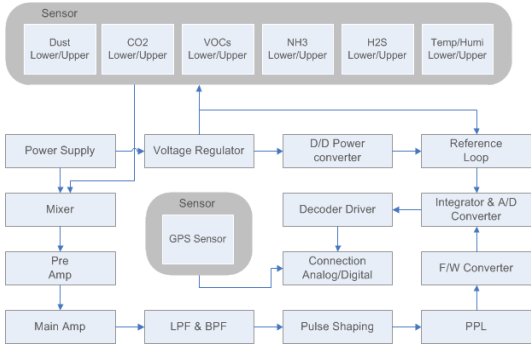 Sensor
Dust
Lower/Upper
CO2
Lower/Upper
VOCs
Lower/Upper
NH3
Lower/Upper
H2S
Lower/Upper
Temp/Humi
Lower/Upper
Power Supply
Voltage Regulator
D/D Power
converter
Reference
Loop
Mixer
Sensor
GPS Sensor
Decoder Driver
Integrator & A/D
Converter
Pre
Amp
Connection
Analog/Digital
F/W Converter
Main Amp
LPF & BPF
Pulse Shaping
PPL